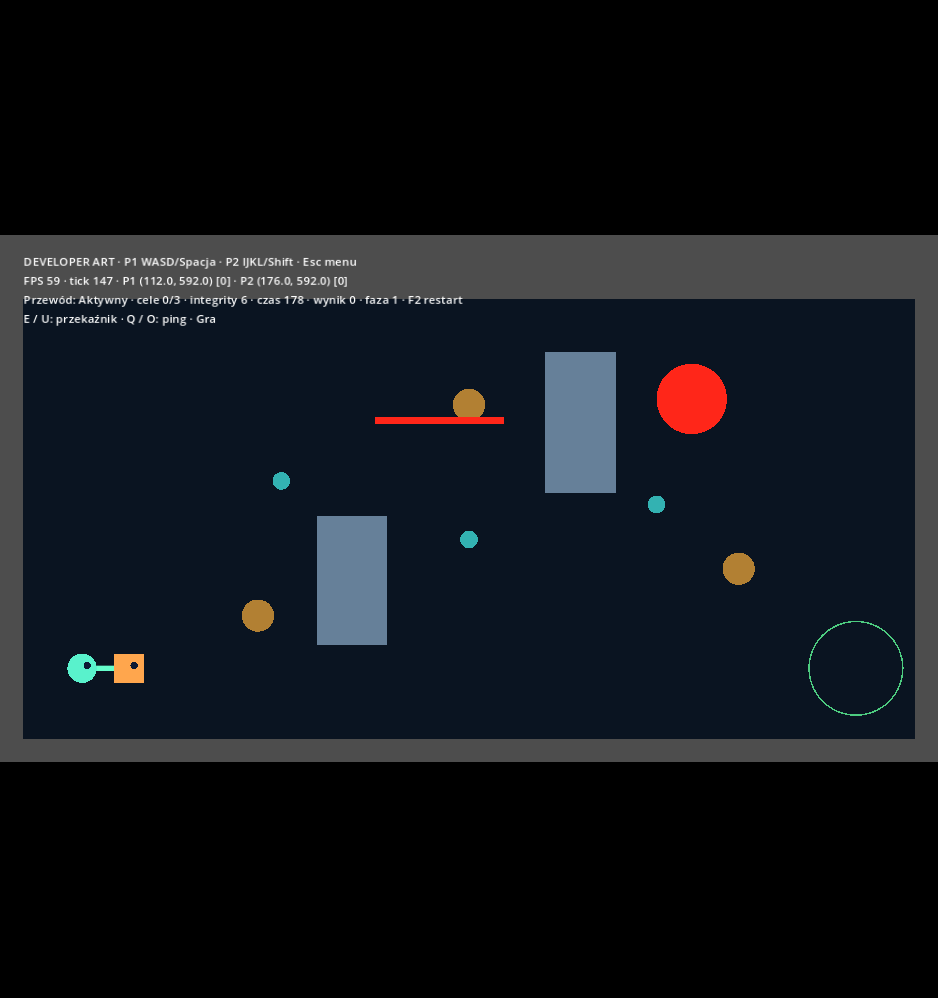 DEVELOPER ART · P1 WASD/Spacja · P2 IJKL/Shift · Esc menu
FPS 59 · tick 147 · P1 (112.0, 592.0) [0] · P2 (176.0, 592.0) [0]
Przewód: Aktywny · cele 0/3 · integrity 6 · czas 178 · wynik 0 · faza 1 · F2 restart
E / U: przekaźnik · Q / O: ping · Gra